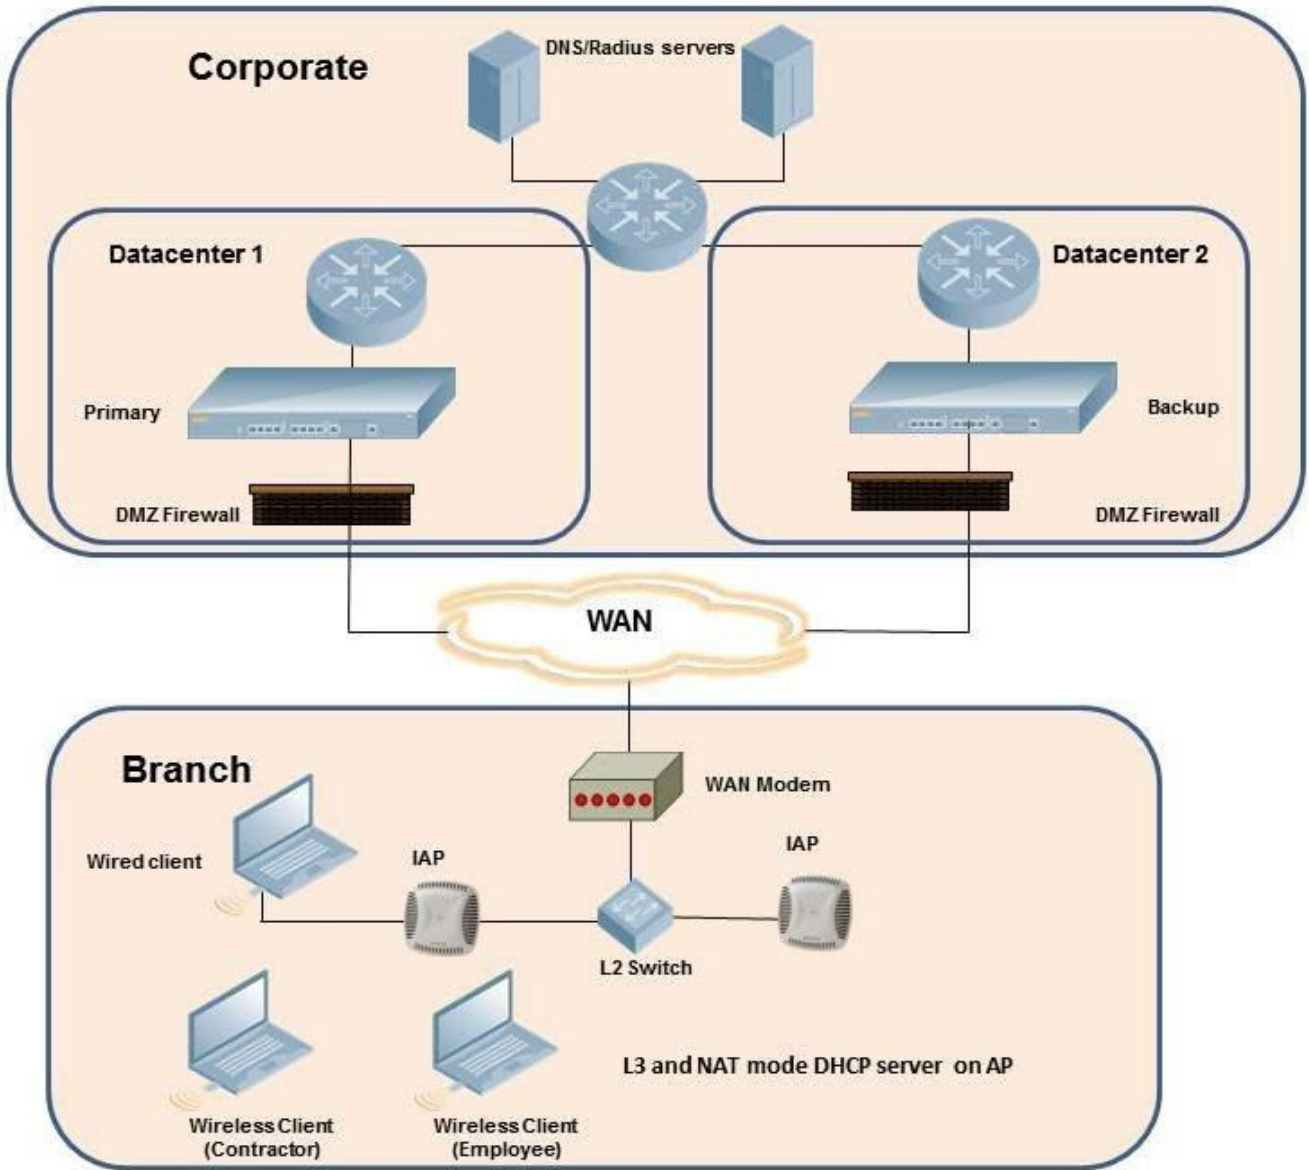 Corporate
DNS/Radius servers
Datacenter 1
Datacenter 2
Primary
Backup
DMZ Firewall
DMZ Firewall
WAN
Branch
WAN Modem
Wired client
IAP
IAP
L2 Switch
L3 and NAT mode DHCP server on AP
Wireless Client
(Contractor)
Wireless Client
(Employee)